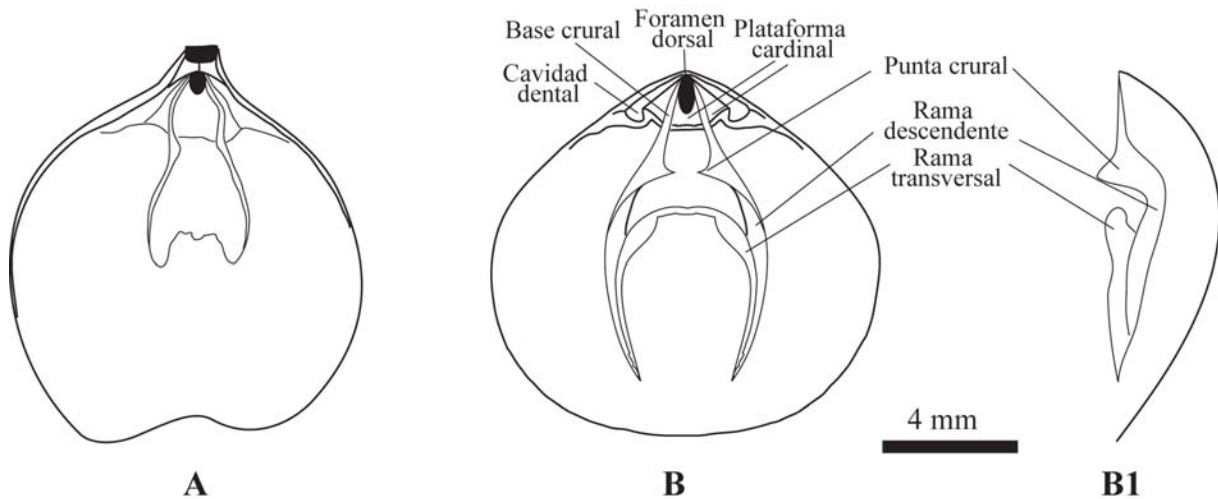 Base crural
Foramen
dorsal
Plataforma
cardinal
Cavidad
dental
Punta crural
Rama
descendente
Rama
transversal
4 mm
A
B
B1